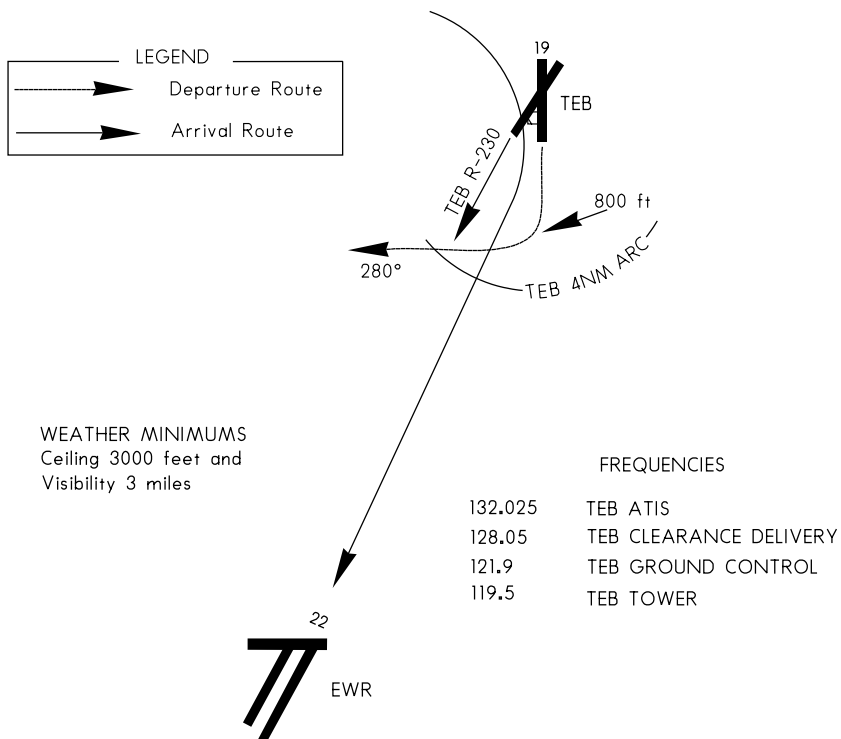 LEGEND
Departure Route
Arrival Route
19
TEB
TEB R-230
800 ft
280°
TEB 4NM ARC
WEATHER MINIMUMS
Ceiling 3000 feet and
Visibility 3 miles
FREQUENCIES
132.025 TEB ATIS
128.05 TEB CLEARANCE DELIVERY
121.9 TEB GROUND CONTROL
119.5 TEB TOWER
22
EWR